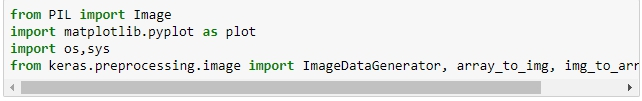 from PIL import Image
import matplotlib.pyplot as plot
import os,sys
from keras.preprocessing.image import ImageDataGenerator, array_to_img, img_to_arr